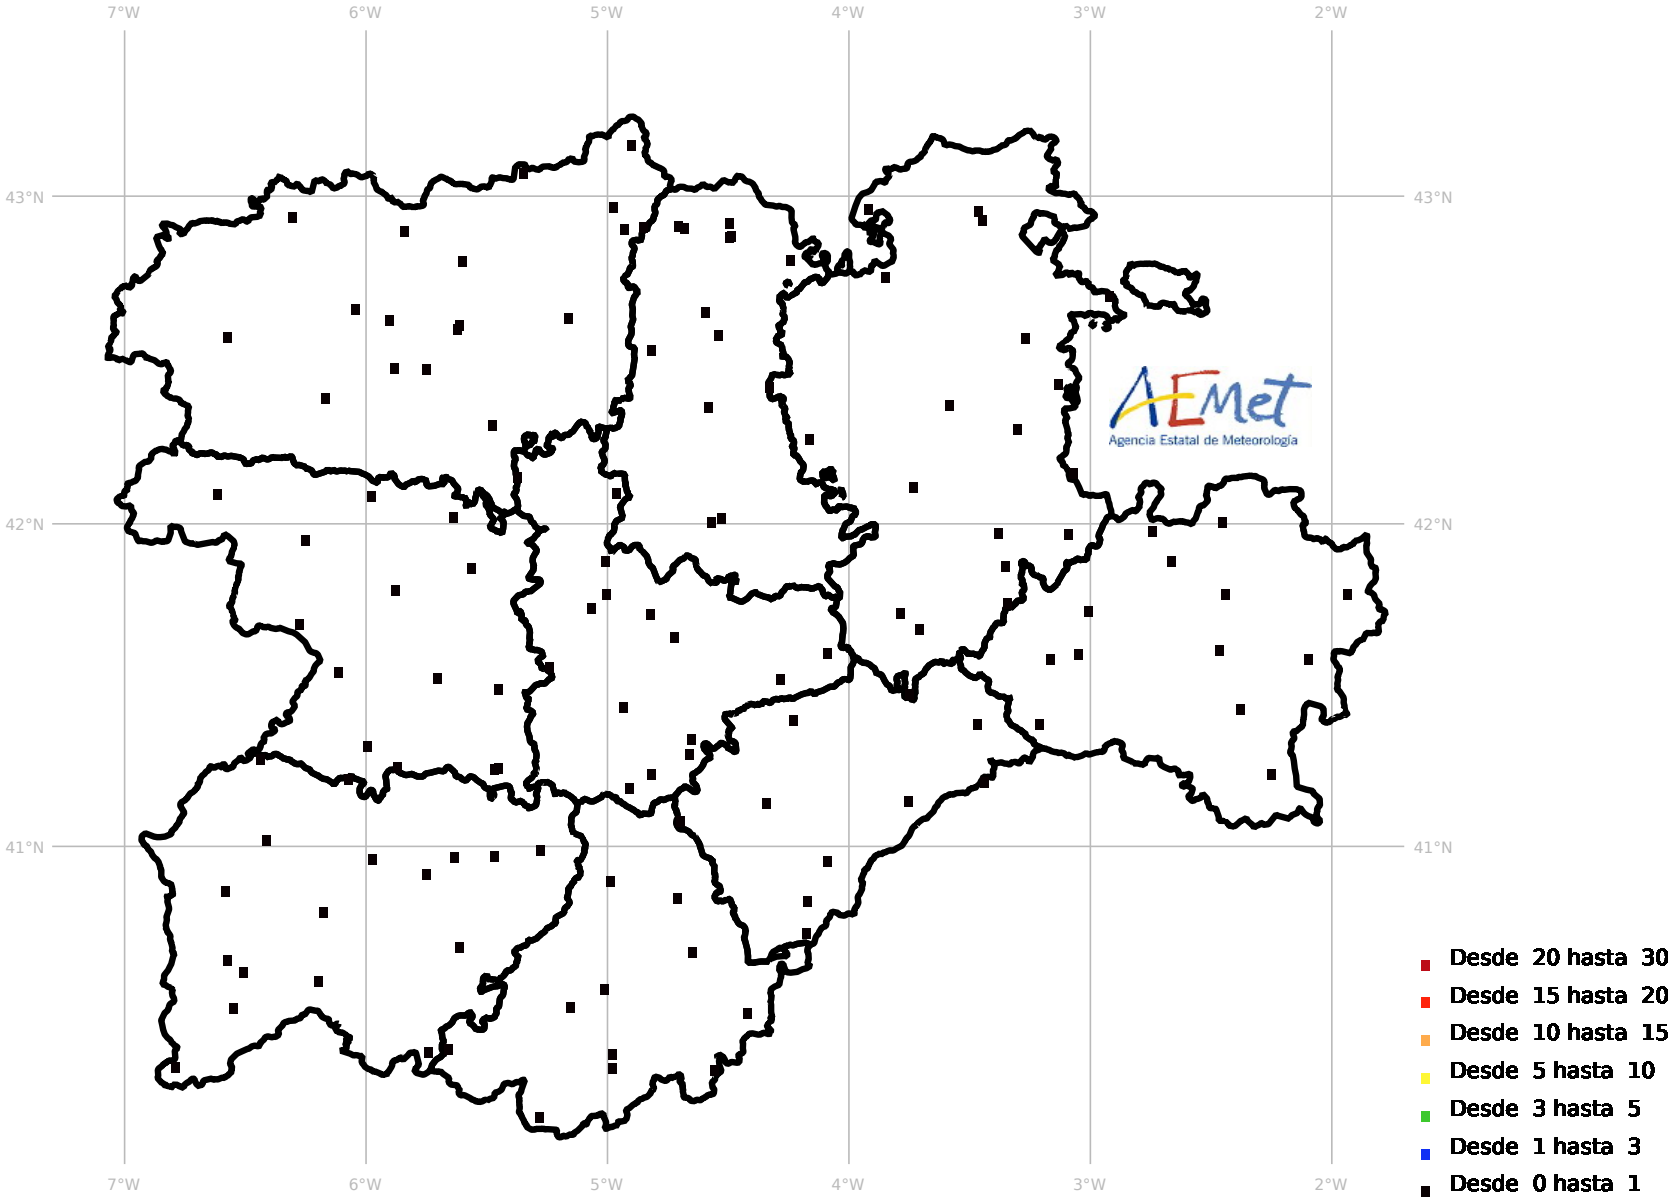 7°W 6°W 5°W 4°W 3°W 2°W
43°N 43°N
AEMet
Agencia Estatal de Meteorología
42°N 42°N
41°N 41°N
Desde 20 hasta 30
Desde 15 hasta 20
Desde 10 hasta 15
Desde 5 hasta 10
Desde 3 hasta 5
Desde 1 hasta 3
Desde 0 hasta 1
7°W 6°W 5°W 4°W 3°W 2°W